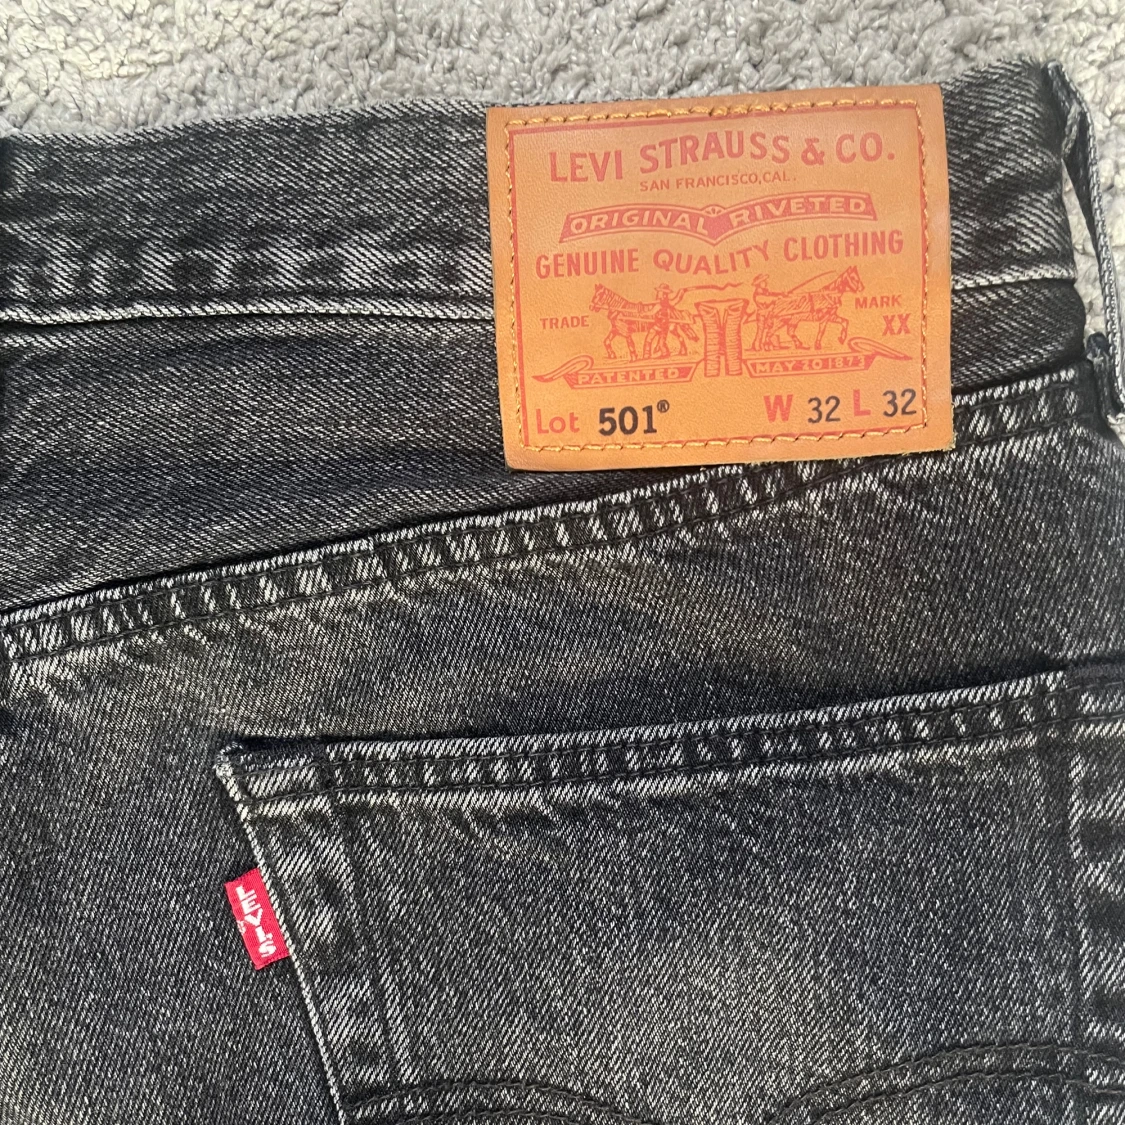 LEVI STRAUSS & CO.
SAN FRANCISCO, CAL.
ORIGINAL RIVETED
GENUINE QUALITY CLOTHING
TRADE MARK
XX
PATENTED MAY 20 1873
Lot 501® W 32 L 32
LEVI'S